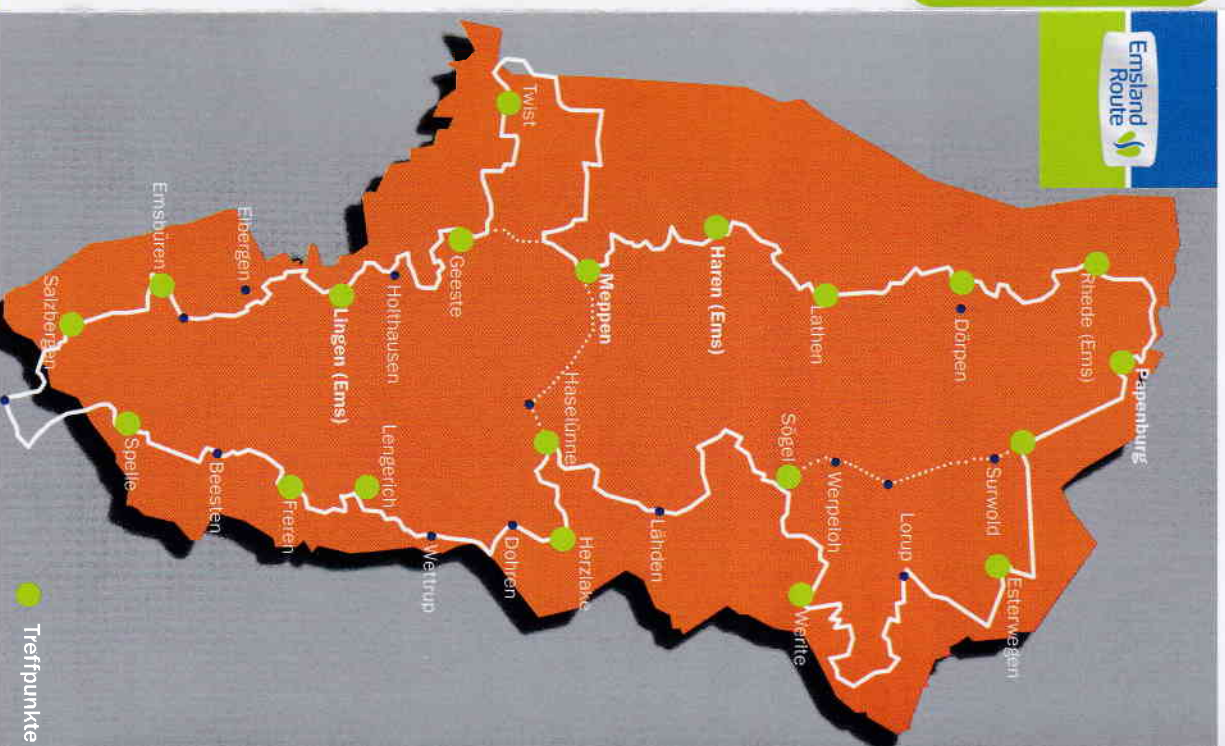 Emsland
Route
Papenburg
Rhede (Ems)
Esterwegen
Surwold
Dörpen
Lorup
Werpeloh
Lathen
Werlte
Sögel
Haren (Ems)
Lähden
Meppen
Herzlake
Haselünne
Twist
Dohren
Geeste
Wettrup
Holthausen
Lengerich
Lingen (Ems)
Freren
Elbergen
Beesten
Emsbüren
Spelle
Salzbergen
Treffpunkte